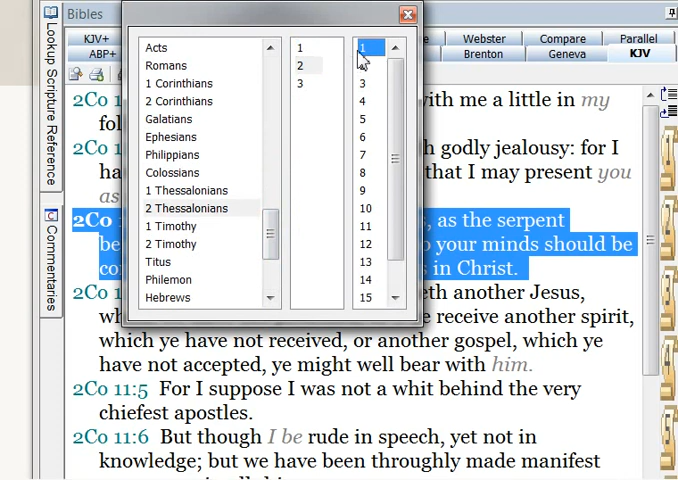 Bibles
KJV+
Webster
Compare
Parallel
ABP+
Brenton
Geneva
KJV
Lookup Scripture Reference
Commentaries
Acts
Romans
1 Corinthians
2 Corinthians
Galatians
Ephesians
Philippians
Colossians
1 Thessalonians
2 Thessalonians
1 Timothy
2 Timothy
Titus
Philemon
Hebrews
1
2
3
1
3
4
5
6
7
8
9
10
11
12
13
14
15
2Co 1 with me a little in my
fol
2Co 1 h godly jealousy: for I
ha that I may present you
as
2Co , as the serpent
be o your minds should be
co s in Christ.
2Co 1 eth another Jesus,
wh e receive another spirit,
which ye have not received, or another gospel, which ye
have not accepted, ye might well bear with him.
2Co 11:5 For I suppose I was not a whit behind the very
chiefest apostles.
2Co 11:6 But though I be rude in speech, yet not in
knowledge; but we have been throughly made manifest